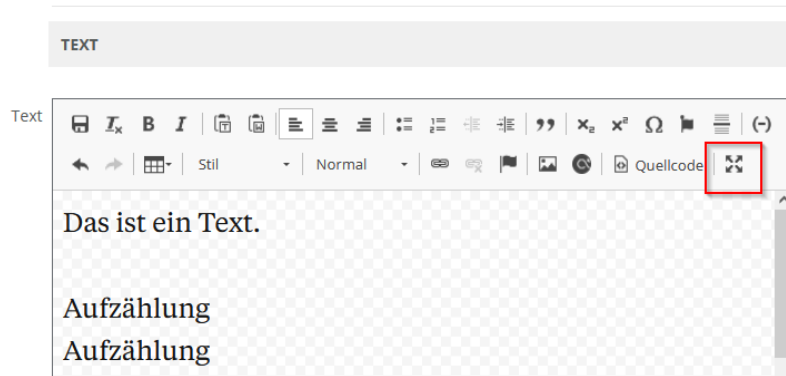 TEXT
Text
Stil
Normal
Quellcode
Das ist ein Text.
Aufzählung
Aufzählung